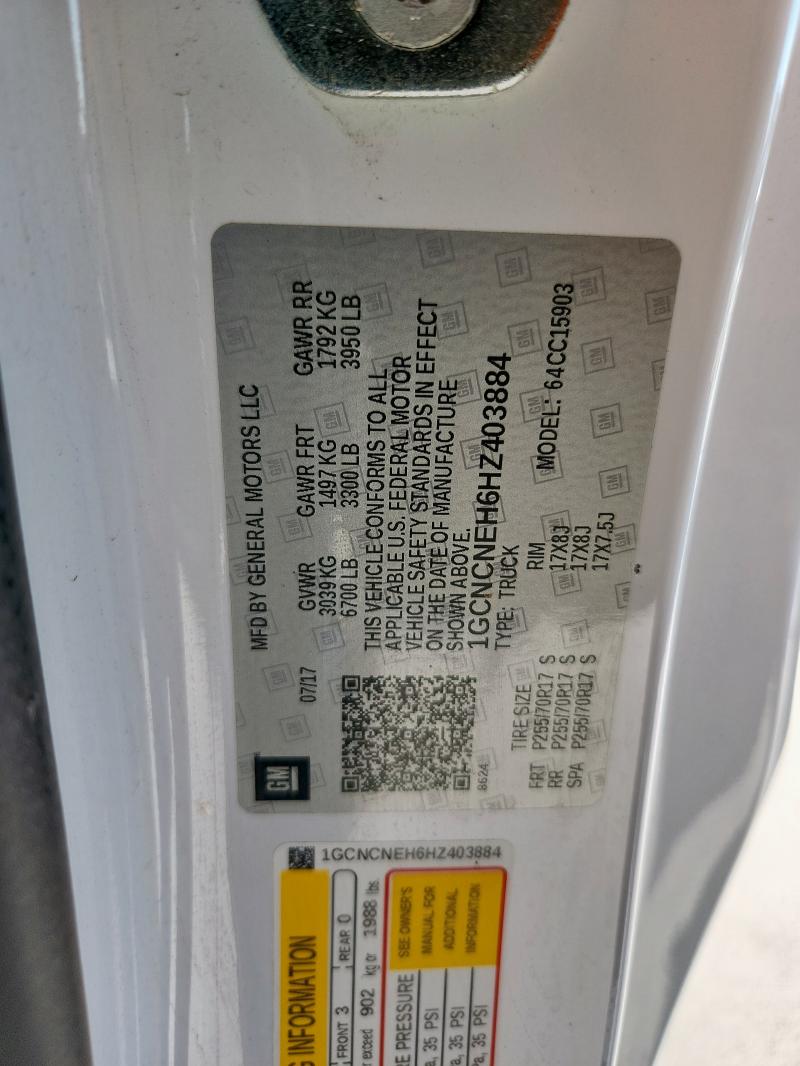 GM
07/17
MFD BY GENERAL MOTORS LLC
GVWR GAWR FRT GAWR RR
3039 KG 1497 KG 1792 KG
6700 LB 3300 LB 3950 LB
THIS VEHICLE CONFORMS TO ALL
APPLICABLE U.S. FEDERAL MOTOR
VEHICLE SAFETY STANDARDS IN EFFECT
ON THE DATE OF MANUFACTURE
SHOWN ABOVE.
1GCNCNEH6HZ403884
8624
TYPE: TRUCK
MODEL: 64CC15903
TIRE SIZE RIM
FRT P255/70R17 S 17X8J
RR P255/70R17 S 17X8J
SPA P255/70R17 S 17X7.5J
1GCNCNEH6HZ403884
INFORMATION
FRONT 3 REAR 0
exceed 902 kg or 1988 lbs.
PRESSURE SEE OWNER'S
MANUAL FOR
ADDITIONAL
INFORMATION
35 PSI
35 PSI
35 PSI